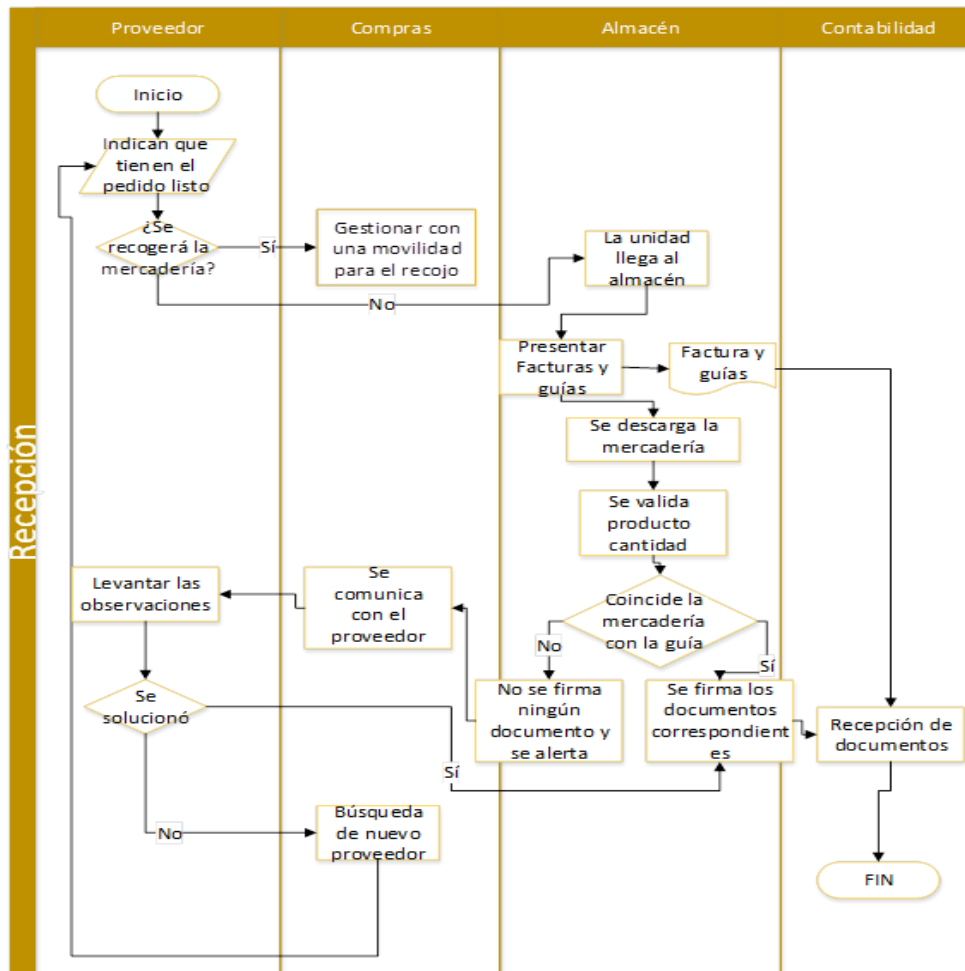 Proveedor
Compras
Almacén
Contabilidad
Recepción
Inicio
Indican que
tienen el
pedido listo
¿Se
recogerá la
mercadería?
Sí
Gestionar con
una movilidad
para el recojo
No
La unidad
llega al
almacén
Presentar
Facturas y
guías
Factura y
guías
Se descarga la
mercadería
Se valida
producto
cantidad
Coincide la
mercadería
con la guía
No
Sí
No se firma
ningún
documento y
se alerta
Se firma los
documentos
correspondient
es
Se
comunica
con el
proveedor
Levantar las
observaciones
Se
solucionó
Sí
No
Búsqueda
de nuevo
proveedor
Recepción de
documentos
FIN